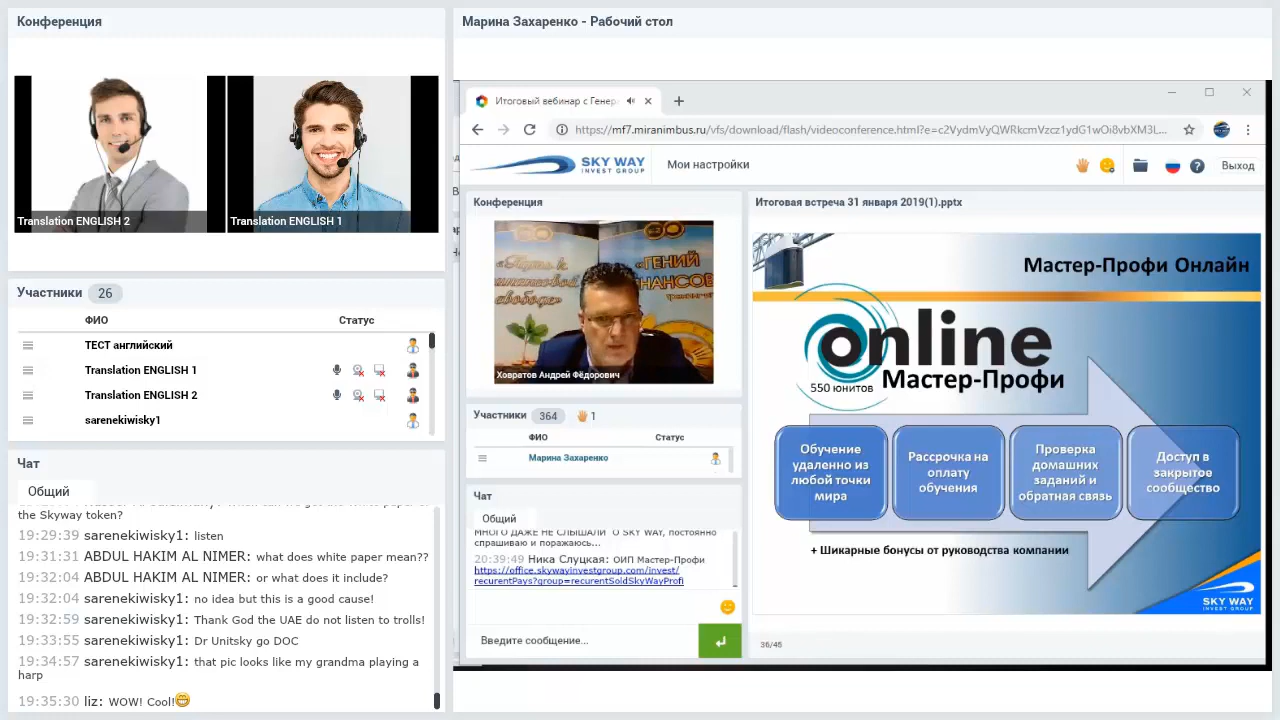 Конференция
Translation ENGLISH 2
Translation ENGLISH 1
Участники 26
ФИО Статус
ТЕСТ английский
Translation ENGLISH 1
Translation ENGLISH 2
sarenekiwisky1
Чат
Общий
the Skyway token?
19:29:39 sarenekiwisky1: listen
19:31:31 ABDUL HAKIM AL NIMER: what does white paper mean??
19:32:04 ABDUL HAKIM AL NIMER: or what does it include?
19:32:04 sarenekiwisky1: no idea but this is a good cause!
19:32:59 sarenekiwisky1: Thank God the UAE do not listen to trolls!
19:33:55 sarenekiwisky1: Dr Unitsky go DOC
19:34:57 sarenekiwisky1: that pic looks like my grandma playing a
harp
19:35:30 liz: WOW! Cool!
Марина Захаренко - Рабочий стол
Итоговый вебинар с Генер
https://mf7.miranimbus.ru/vfs/download/flash/videoconference.html?e=c2VydmVyQWRkcmVzcz1ydG1wOi8vbXM3L...
SKY WAY
INVEST GROUP
Мои настройки
Выход
Конференция
«Путь к
финансовой
свободе»
«ГЕНИЙ
ФИНАНСОВ
Ховратов Андрей Фёдорович
Участники 364 1
ФИО Статус
Марина Захаренко
Чат
Общий
МНОГО ДАЖЕ НЕ СЛЫШАЛИ О SKY WAY, постоянно
спрашиваю и поражаюсь...
20:39:49 Ника Слуцкая: ОИП Мастер-Профи
https://office.skywayinvestgroup.com/invest/
recurentPays?group=recurentSoldSkyWayProfi
Введите сообщение...
Итоговая встреча 31 января 2019(1).pptx
Мастер-Профи Онлайн
online
550 юнитов
Мастер-Профи
Обучение
удаленно из
любой точки
мира
Рассрочка на
оплату
обучения
Проверка
домашних
заданий и
обратная связь
Доступ в
закрытое
сообщество
+ Шикарные бонусы от руководства компании
SKY WAY
INVEST GROUP
36/45